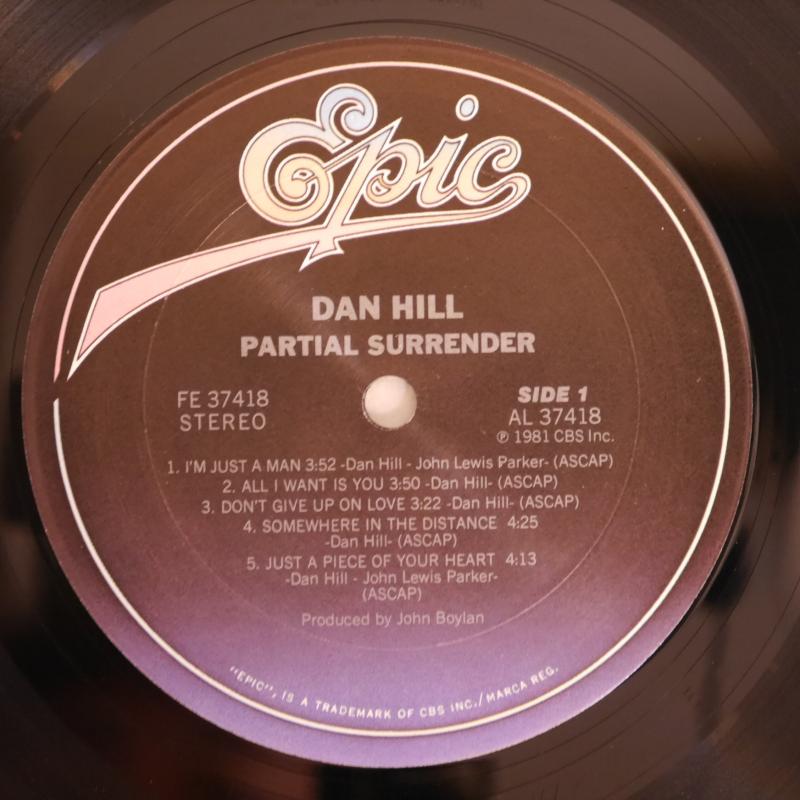 Epic
DAN HILL
PARTIAL SURRENDER
FE 37418
STEREO
SIDE 1
AL 37418
℗ 1981 CBS Inc.
1. I'M JUST A MAN 3:52 -Dan Hill - John Lewis Parker- (ASCAP)
2. ALL I WANT IS YOU 3:50 -Dan Hill- (ASCAP)
3. DON'T GIVE UP ON LOVE 3:22 -Dan Hill- (ASCAP)
4. SOMEWHERE IN THE DISTANCE 4:25
-Dan Hill- (ASCAP)
5. JUST A PIECE OF YOUR HEART 4:13
-Dan Hill - John Lewis Parker-
(ASCAP)
Produced by John Boylan
"EPIC", IS A TRADEMARK OF CBS INC./MARCA REG.